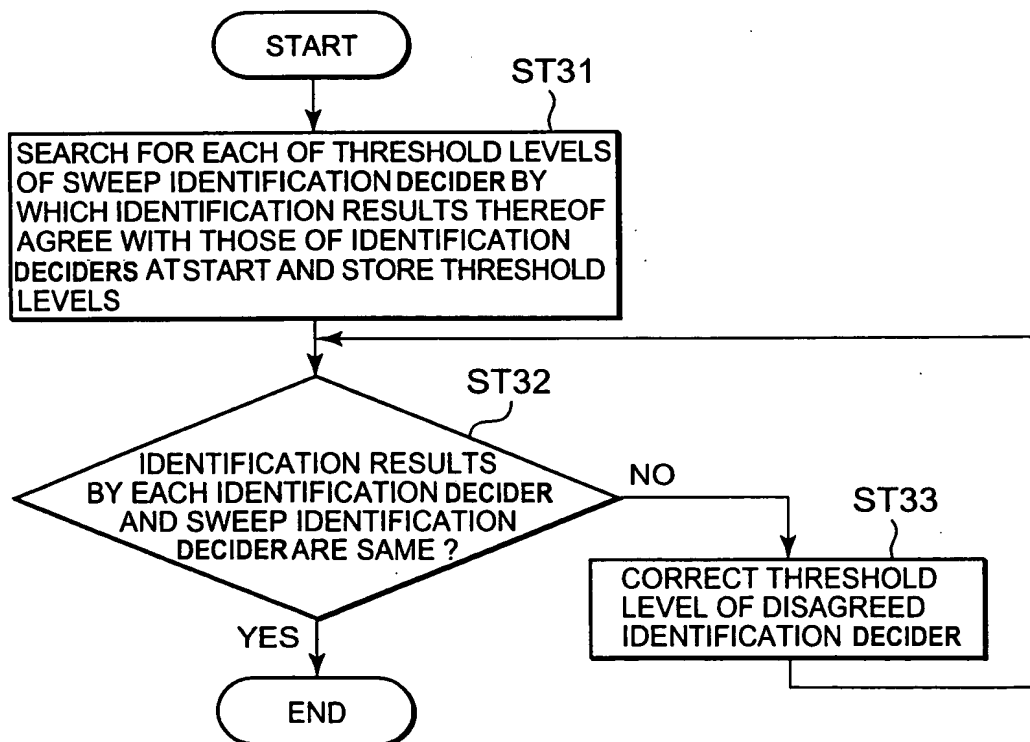 START
ST31
SEARCH FOR EACH OF THRESHOLD LEVELS
OF SWEEP IDENTIFICATION DECIDER BY
WHICH IDENTIFICATION RESULTS THEREOF
AGREE WITH THOSE OF IDENTIFICATION
DECIDERS AT START AND STORE THRESHOLD
LEVELS
ST32
IDENTIFICATION RESULTS
BY EACH IDENTIFICATION DECIDER
AND SWEEP IDENTIFICATION
DECIDER ARE SAME ?
NO
ST33
CORRECT THRESHOLD
LEVEL OF DISAGREED
IDENTIFICATION DECIDER
YES
END